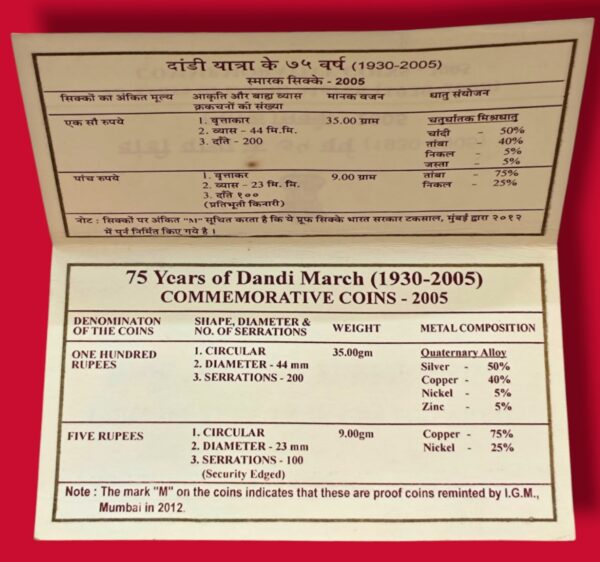 दांडी यात्रा के ७५ वर्ष (1930-2005)
स्मारक सिक्के - 2005
सिक्कों का अंकित मूल्य आकृति और बाह्य व्यास मानक वजन धातु संयोजन
क्रकचनों की संख्या
एक सौ रुपये 1. वृत्ताकार 35.00 ग्राम चतुर्धातक मिश्रधातु
2. व्यास - 44 मि.मि. चांदी - 50%
3. दाँते - 200 तांबा - 40%
निकल - 5%
जस्ता - 5%
पांच रुपये 1. वृत्ताकर 9.00 ग्राम तांबा - 75%
2. व्यास - 23 मि. मि. निकल - 25%
3. दाँते १००
(प्रतिभूती किनारी)
नोट : सिक्कों पर अंकित "M" सूचित करता है कि ये प्रूफ सिक्के भारत सरकार टकसाल, मुंबई द्वारा २०१२
में पूर्न निर्मित किए गये है ।
75 Years of Dandi March (1930-2005)
COMMEMORATIVE COINS - 2005
DENOMINATON SHAPE, DIAMETER & WEIGHT METAL COMPOSITION
OF THE COINS NO. OF SERRATIONS
ONE HUNDRED 1. CIRCULAR 35.00gm Quaternary Alloy
RUPEES 2. DIAMETER - 44 mm Silver - 50%
3. SERRATIONS - 200 Copper - 40%
Nickel - 5%
Zinc - 5%
FIVE RUPEES 1. CIRCULAR 9.00gm Copper - 75%
2. DIAMETER - 23 mm Nickel - 25%
3. SERRATIONS - 100
(Security Edged)
Note : The mark "M" on the coins indicates that these are proof coins reminted by I.G.M.,
Mumbai in 2012.